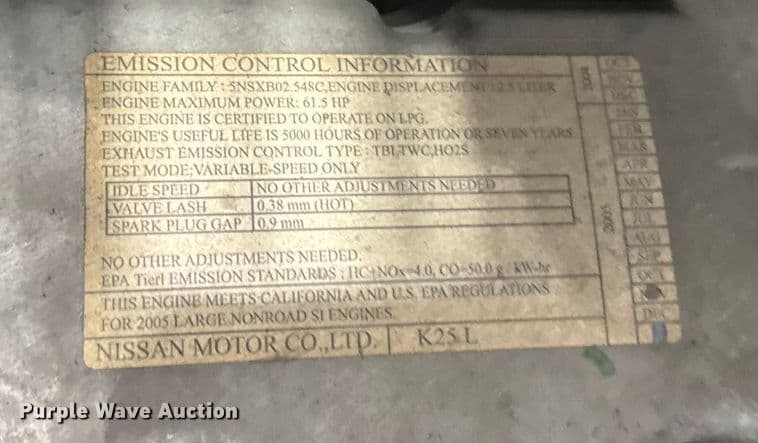 EMISSION CONTROL INFORMATION
ENGINE FAMILY : 5NSXB02.548C,ENGINE DISPLACEMENT : 2.5 LITER
ENGINE MAXIMUM POWER: 61.5 HP
THIS ENGINE IS CERTIFIED TO OPERATE ON LPG.
ENGINE'S USEFUL LIFE IS 5000 HOURS OF OPERATION OR SEVEN YEARS.
EXHAUST EMISSION CONTROL TYPE : TBI,TWC,HO2S
TEST MODE:VARIABLE-SPEED ONLY
IDLE SPEED NO OTHER ADJUSTMENTS NEEDED
VALVE LASH 0.38 mm (HOT)
SPARK PLUG GAP 0.9 mm
NO OTHER ADJUSTMENTS NEEDED.
EPA Tier1 EMISSION STANDARDS : HC+NOx=4.0, CO=50.0 g / kW-hr
THIS ENGINE MEETS CALIFORNIA AND U.S. EPA REGULATIONS
FOR 2005 LARGE NONROAD SI ENGINES.
NISSAN MOTOR CO.,LTD. K25 L
2004
OCT
NOV
DEC
2005
JAN
FEB
MAR
APR
MAY
JUN
JUL
AUG
SEP
OCT
NOV
DEC
Purple Wave Auction